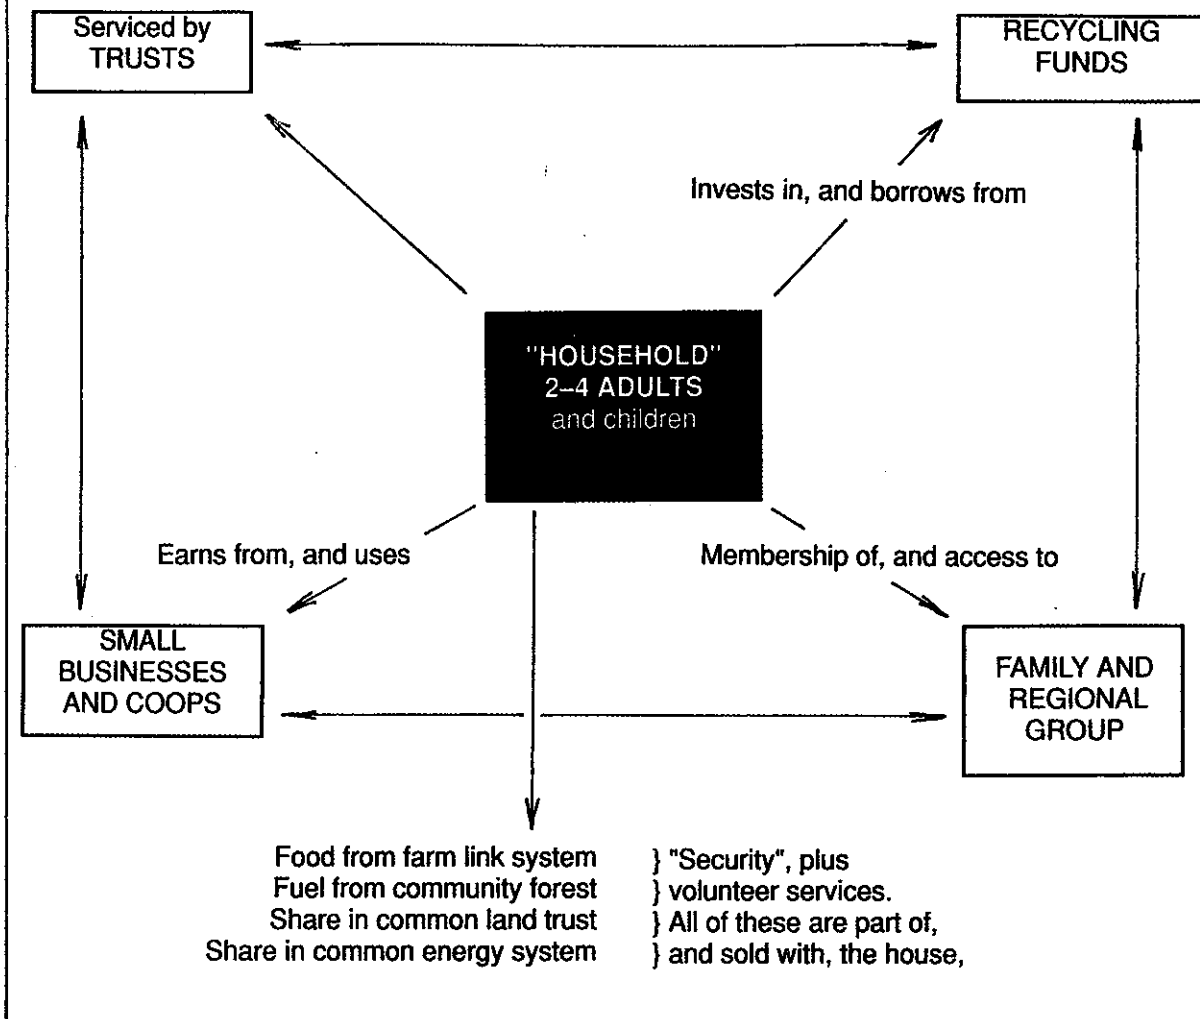 Serviced by
TRUSTS
RECYCLING
FUNDS
Invests in, and borrows from
"HOUSEHOLD"
2–4 ADULTS
and children
Earns from, and uses
Membership of, and access to
SMALL
BUSINESSES
AND COOPS
FAMILY AND
REGIONAL
GROUP
Food from farm link system } "Security", plus
Fuel from community forest } volunteer services.
Share in common land trust } All of these are part of,
Share in common energy system } and sold with, the house,